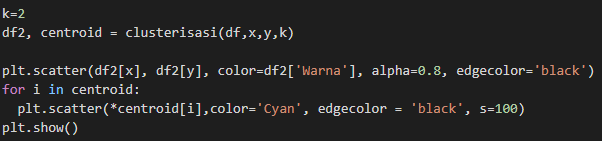 k=2
df2, centroid = clusterisasi(df,x,y,k)
plt.scatter(df2[x], df2[y], color=df2['Warna'], alpha=0.8, edgecolor='black')
for i in centroid:
  plt.scatter(*centroid[i],color='Cyan', edgecolor = 'black', s=100)
plt.show()